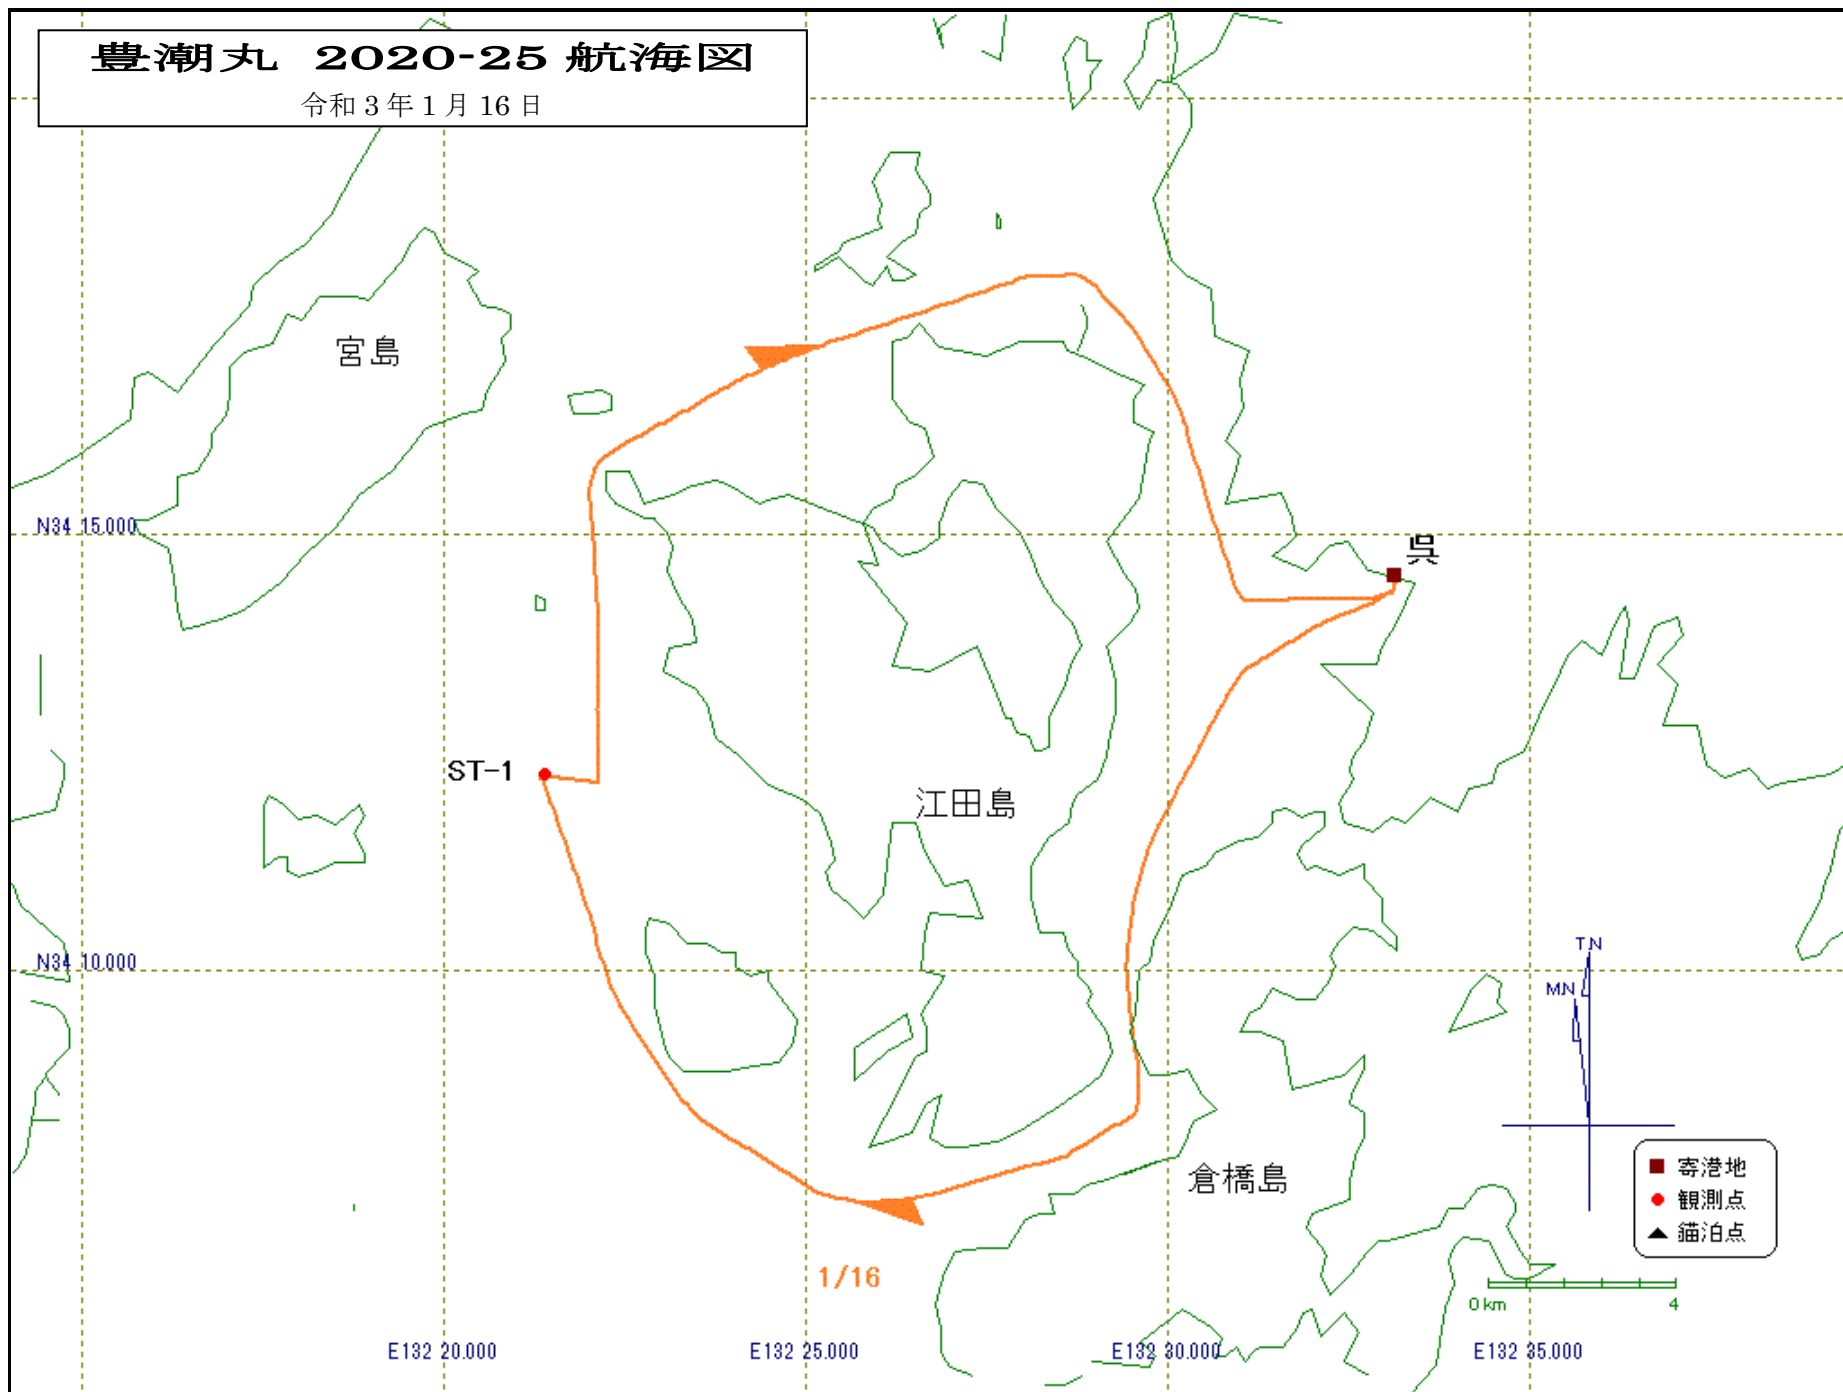 豊潮丸 2020-25 航海図
令和 3 年 1 月 16 日
宮島
N34 15.000
呉
ST-1
江田島
N34 10.000
T.N
M.N
倉橋島
寄港地
観測点
錨泊点
1/16
0 km 4
E132 20.000 E132 25.000 E132 30.000 E132 35.000